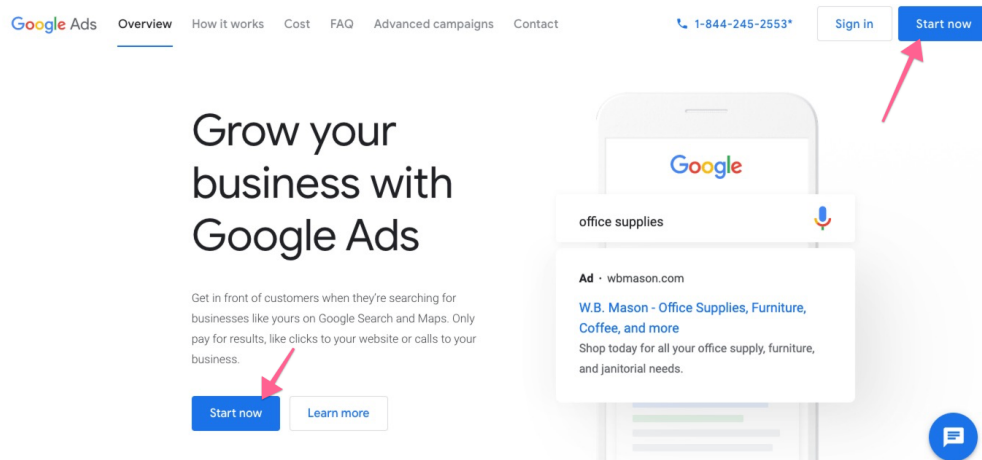 Google Ads
Overview
How it works
Cost
FAQ
Advanced campaigns
Contact
1-844-245-2553*
Sign in
Start now
Grow your
business with
Google Ads
Get in front of customers when they're searching for
businesses like yours on Google Search and Maps. Only
pay for results, like clicks to your website or calls to your
business.
Start now
Learn more
Google
office supplies
Ad · wbmason.com
W.B. Mason - Office Supplies, Furniture,
Coffee, and more
Shop today for all your office supply, furniture,
and janitorial needs.